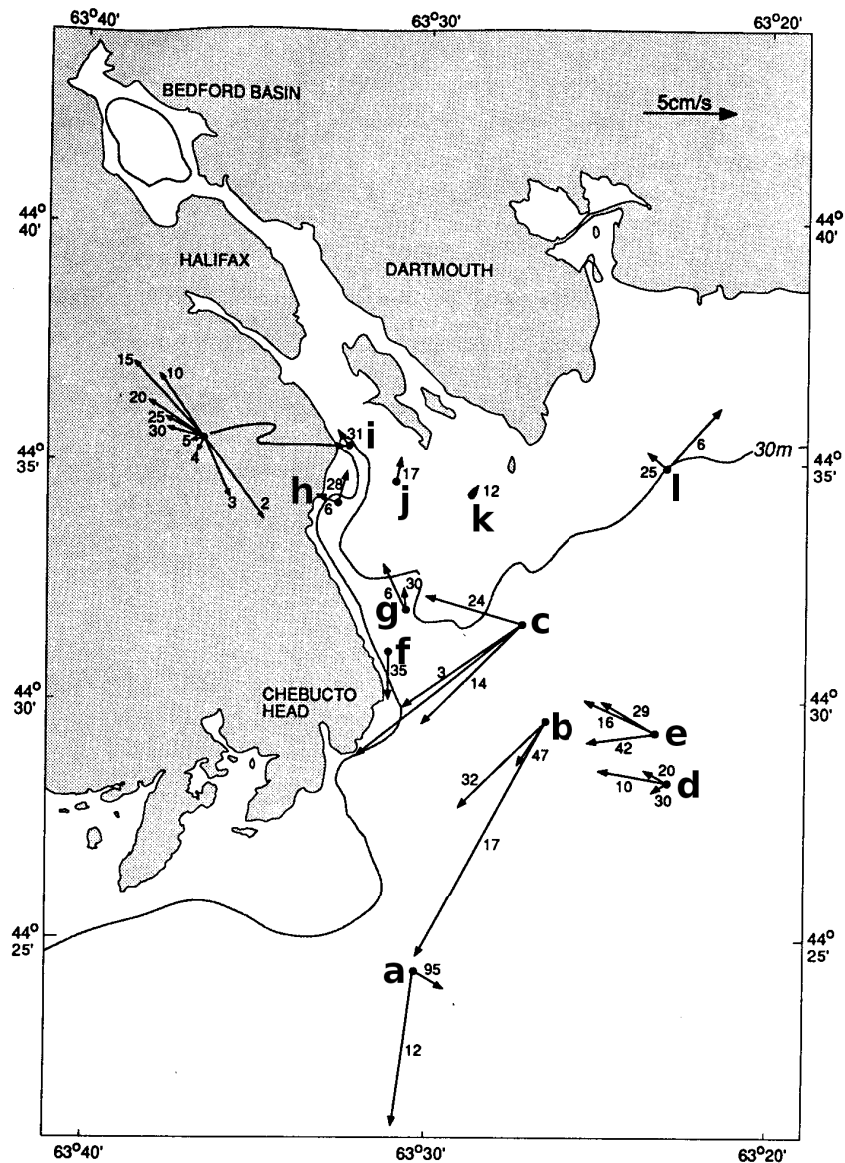 63°40'
63°30'
63°20'
BEDFORD BASIN
5cm/s
44°
40'
44°
40'
HALIFAX
DARTMOUTH
15
10
20
25
30
5
4
3
2
31
i
17
j
12
k
28
h
6
6
25
l
30m
44°
35'
44°
35'
30
6
g
24
c
f
35
3
14
CHEBUCTO
HEAD
44°
30'
44°
30'
b
47
32
17
29
16
e
42
20
d
10
30
44°
25'
44°
25'
a
95
12
63°40'
63°30'
63°20'